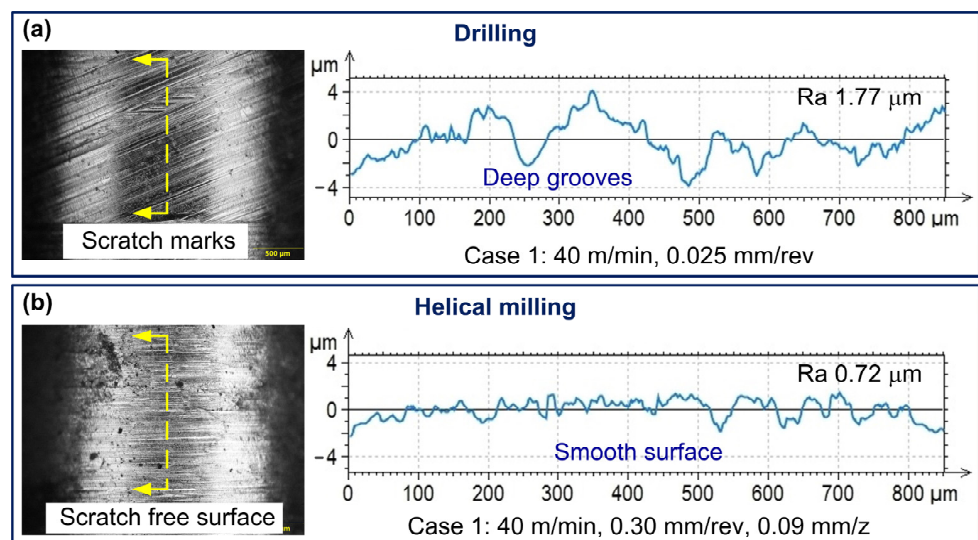 (a)
Drilling
µm
4
0
-4
Ra 1.77 µm
Deep grooves
0 100 200 300 400 500 600 700 800 µm
Scratch marks
500 µm
Case 1: 40 m/min, 0.025 mm/rev
(b)
Helical milling
µm
4
0
-4
Ra 0.72 µm
Smooth surface
0 100 200 300 400 500 600 700 800 µm
Scratch free surface
Case 1: 40 m/min, 0.30 mm/rev, 0.09 mm/z